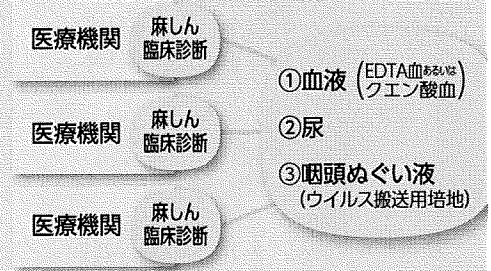 医療機関
麻しん
臨床診断
医療機関
麻しん
臨床診断
医療機関
麻しん
臨床診断
①血液（EDTA血あるいは
クエン酸血）
②尿
③咽頭ぬぐい液
（ウイルス搬送用培地）